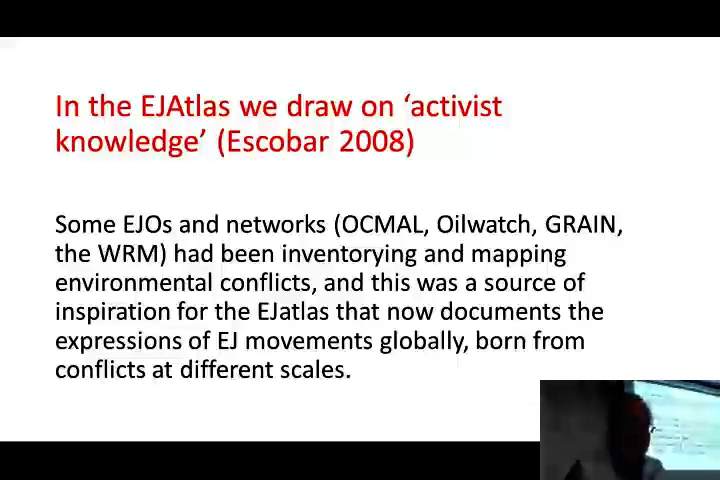 In the EJAtlas we draw on ‘activist
knowledge’ (Escobar 2008)
Some EJOs and networks (OCMAL, Oilwatch, GRAIN,
the WRM) had been inventorying and mapping
environmental conflicts, and this was a source of
inspiration for the EJatlas that now documents the
expressions of EJ movements globally, born from
conflicts at different scales.